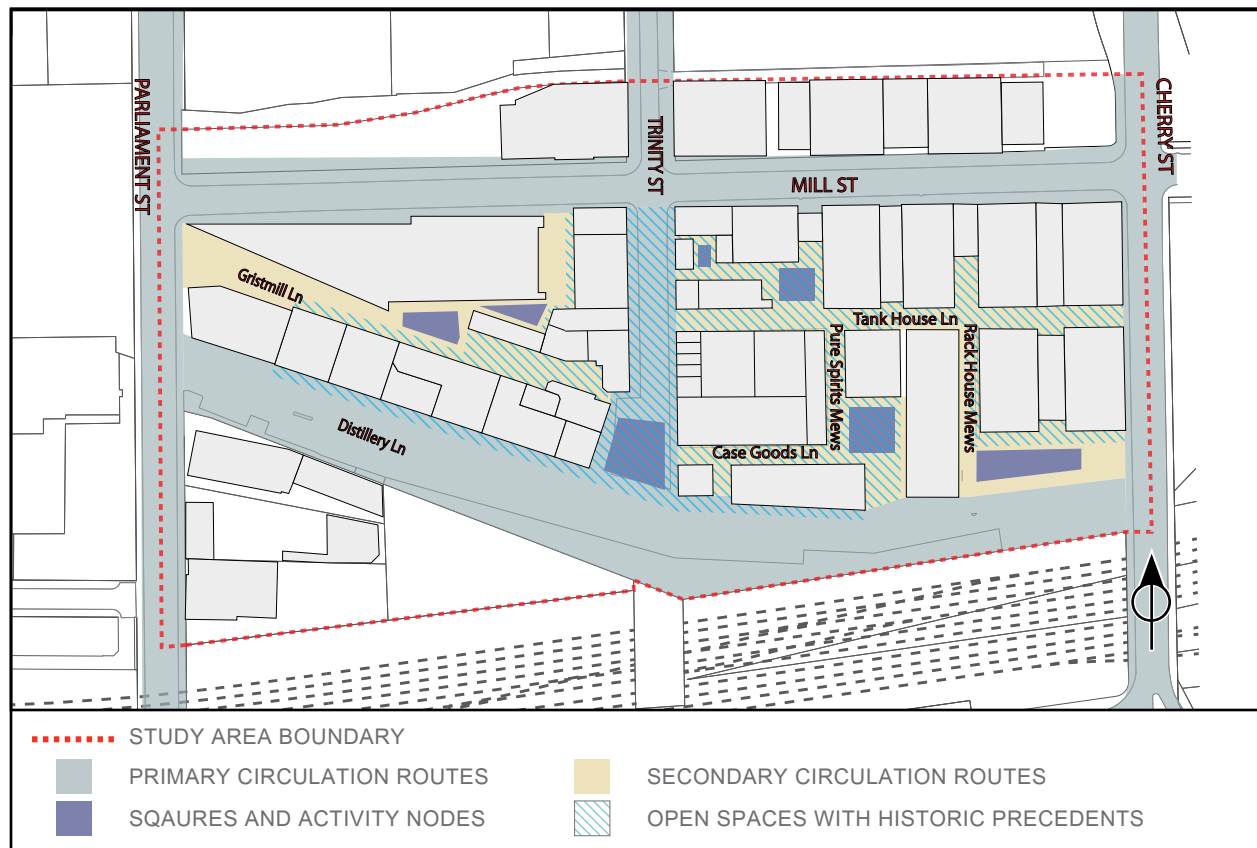 PARLIAMENT ST
TRINITY ST
CHERRY ST
MILL ST
Gristmill Ln
Tank House Ln
Pure Spirits Mews
Rack House Mews
Distillery Ln
Case Goods Ln
STUDY AREA BOUNDARY
PRIMARY CIRCULATION ROUTES
SECONDARY CIRCULATION ROUTES
SQAURES AND ACTIVITY NODES
OPEN SPACES WITH HISTORIC PRECEDENTS